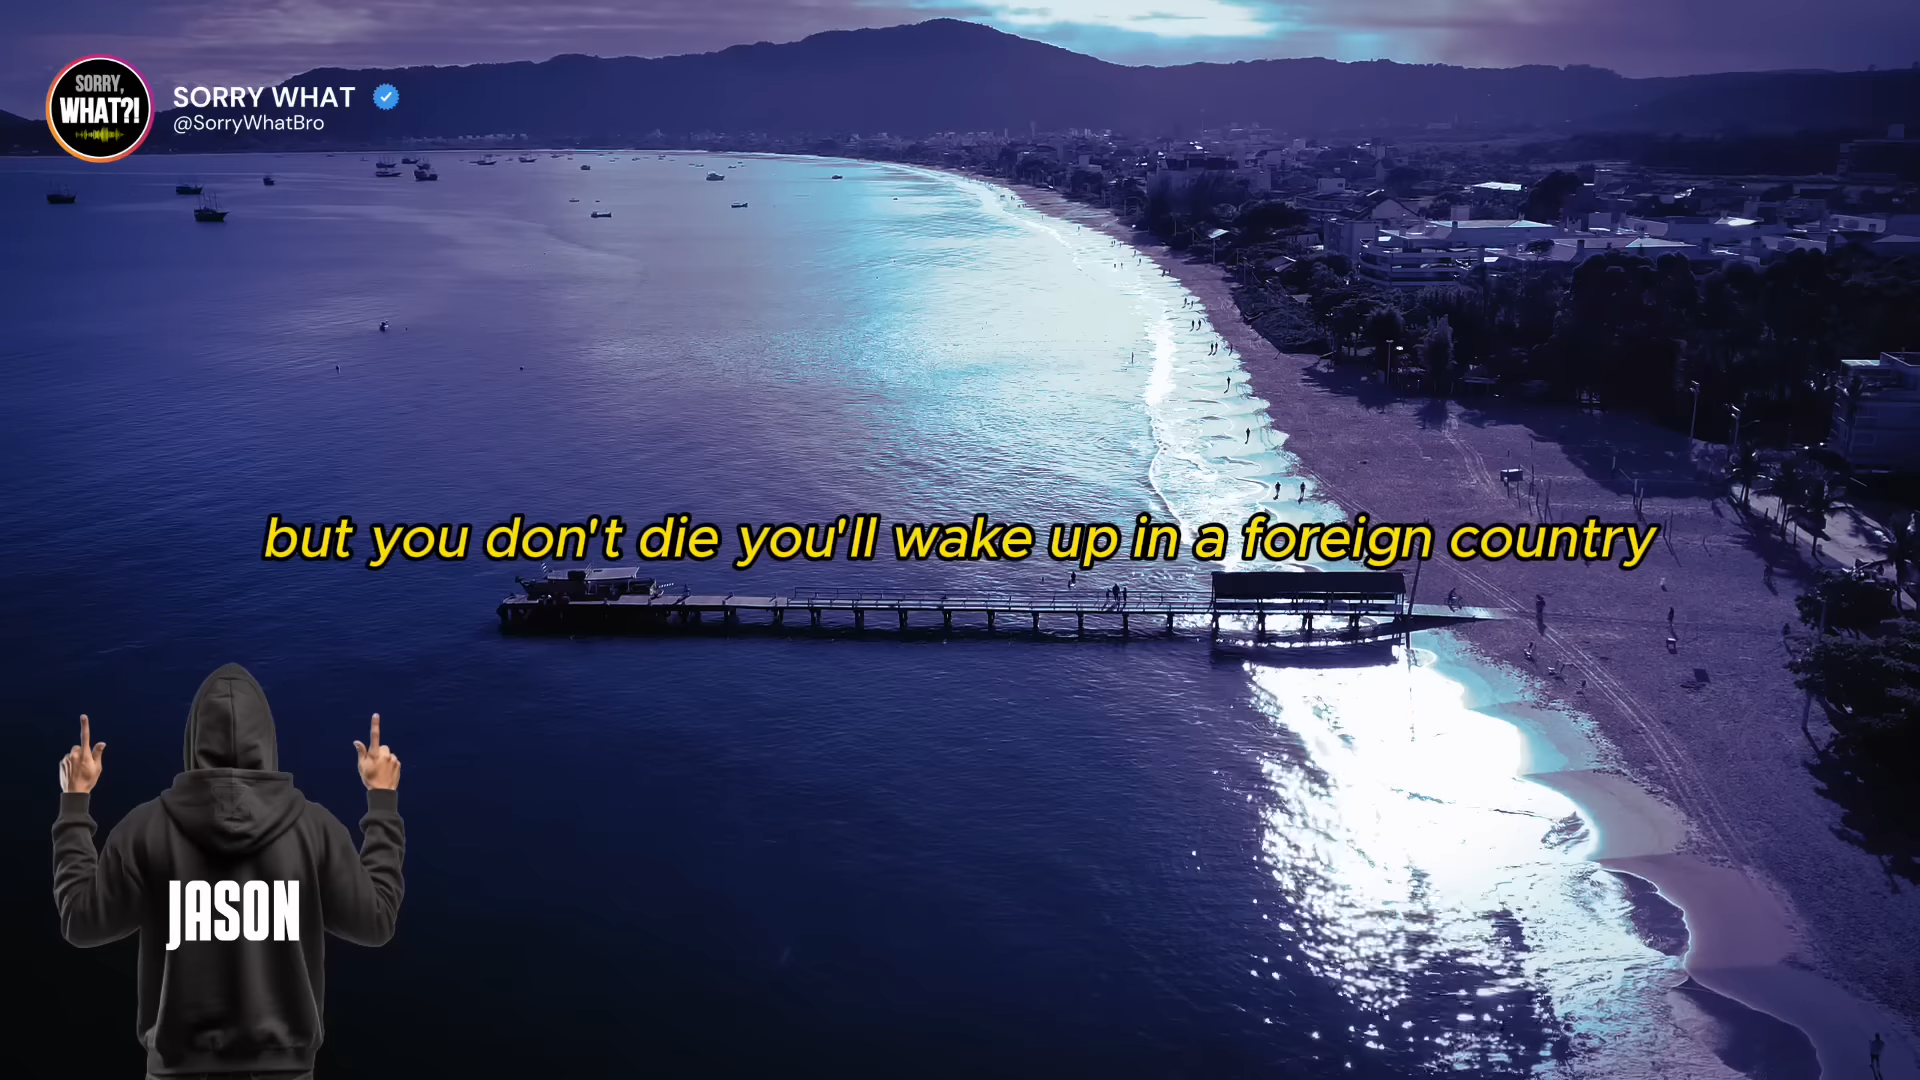 SORRY,
WHAT?!
SORRY WHAT
@SorryWhatBro
but you don't die you'll wake up in a foreign country
JASON